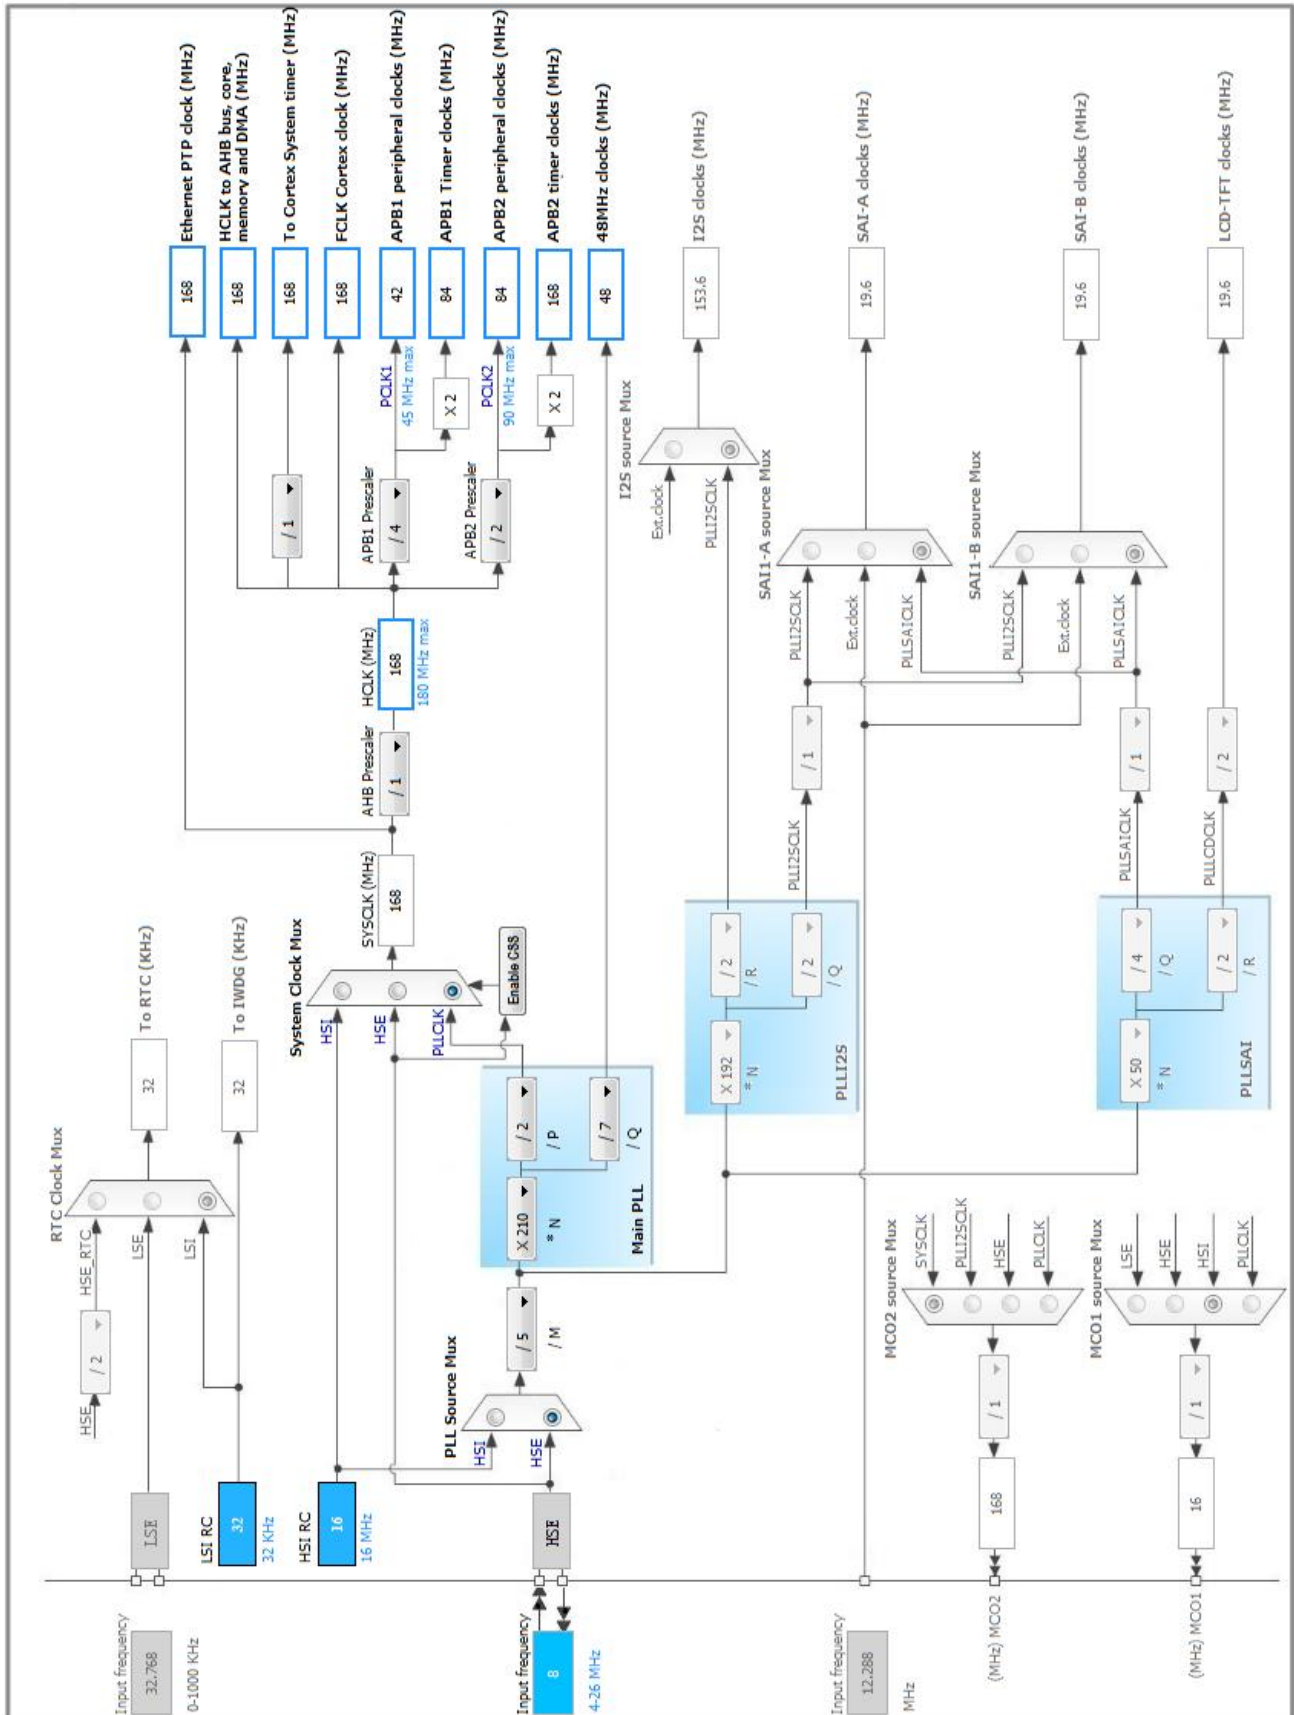 Input frequency
32.768
0-1000 KHz
LSE
LSI RC
32
32 KHz
HSI RC
16
16 MHz
Input frequency
8
4-26 MHz
HSE
Input frequency
12.288
MHz
HSE
/ 2
HSE_RTC
LSE
LSI
RTC Clock Mux
32
To RTC (KHz)
32
To IWDG (KHz)
PLL Source Mux
HSI
HSE
/ 5
/ M
X 210
* N
/ 2
/ P
/ 7
/ Q
Main PLL
System Clock Mux
HSI
HSE
PLLCLK
Enable CSS
SYSCLK (MHz)
168
AHB Prescaler
/ 1
HCLK (MHz)
168
180 MHz max
/ 1
APB1 Prescaler
/ 4
PCLK1
45 MHz max
X 2
APB2 Prescaler
/ 2
PCLK2
90 MHz max
X 2
168
Ethernet PTP clock (MHz)
168
HCLK to AHB bus, core,
memory and DMA (MHz)
168
To Cortex System timer (MHz)
168
FCLK Cortex clock (MHz)
42
APB1 peripheral clocks (MHz)
84
APB1 Timer clocks (MHz)
84
APB2 peripheral clocks (MHz)
168
APB2 timer clocks (MHz)
48
48MHz clocks (MHz)
X 192
* N
/ 2
/ R
/ 2
/ Q
PLLI2S
PLLI2SCLK
/ 1
I2S source Mux
Ext.clock
PLLI2SCLK
153.6
I2S clocks (MHz)
SAI1-A source Mux
PLLI2SCLK
Ext.clock
PLLSAICLK
19.6
SAI-A clocks (MHz)
SAI1-B source Mux
PLLI2SCLK
Ext.clock
PLLSAICLK
19.6
SAI-B clocks (MHz)
X 50
* N
/ 4
/ Q
/ 2
/ R
PLLSAI
PLLSAICLK
/ 1
PLLLCDCLK
/ 2
19.6
LCD-TFT clocks (MHz)
MCO2 source Mux
SYSCLK
PLLI2SCLK
HSE
PLLCLK
/ 1
168
(MHz) MCO2
MCO1 source Mux
LSE
HSE
HSI
PLLCLK
/ 1
16
(MHz) MCO1